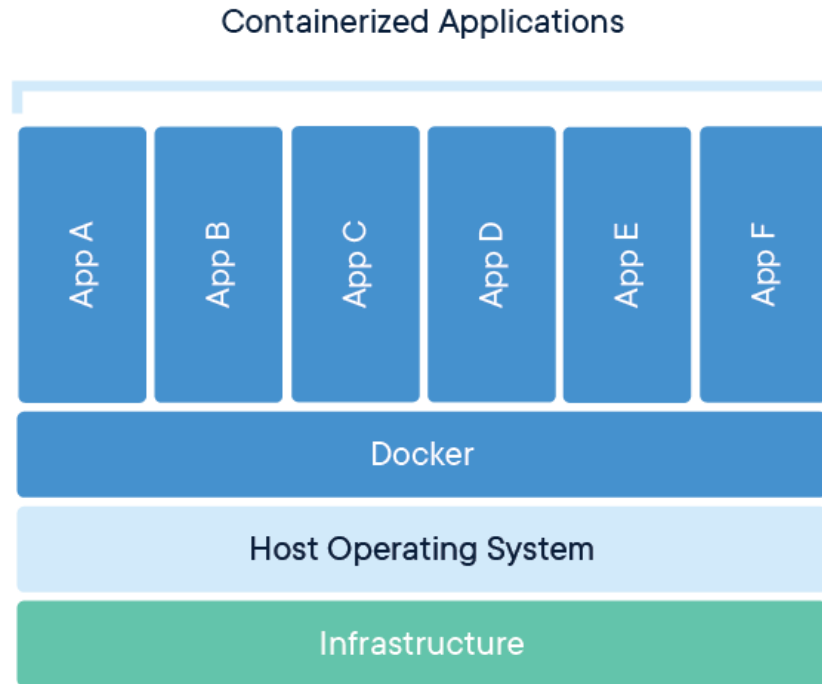 Containerized Applications
App A
App B
App C
App D
App E
App F
Docker
Host Operating System
Infrastructure